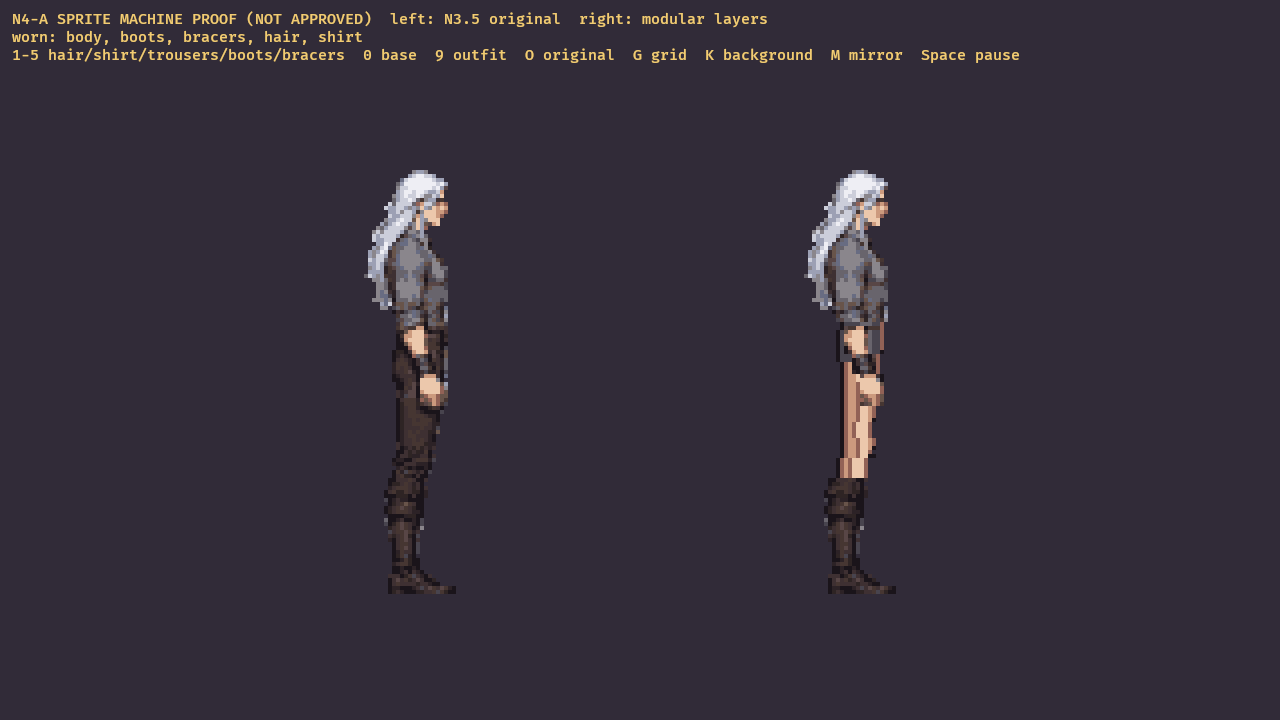 N4-A SPRITE MACHINE PROOF (NOT APPROVED)  left: N3.5 original  right: modular layers
worn: body, boots, bracers, hair, shirt
1-5 hair/shirt/trousers/boots/bracers  0 base  9 outfit  O original  G grid  K background  M mirror  Space pause